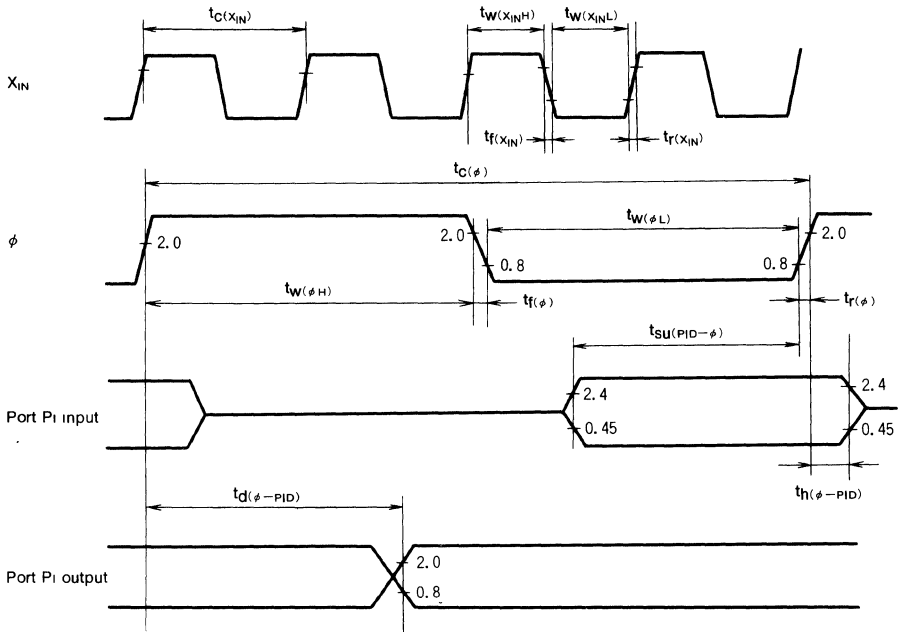 tC(XIN)
tW(XINH)
tW(XINL)
XIN
tf(XIN)
tr(XIN)
tC(ϕ)
tW(ϕL)
ϕ
2.0
2.0
2.0
0.8
0.8
tW(ϕH)
tf(ϕ)
tr(ϕ)
tSU(PID−ϕ)
2.4
2.4
Port Pi input
0.45
0.45
td(ϕ−PID)
th(ϕ−PID)
2.0
Port Pi output
0.8